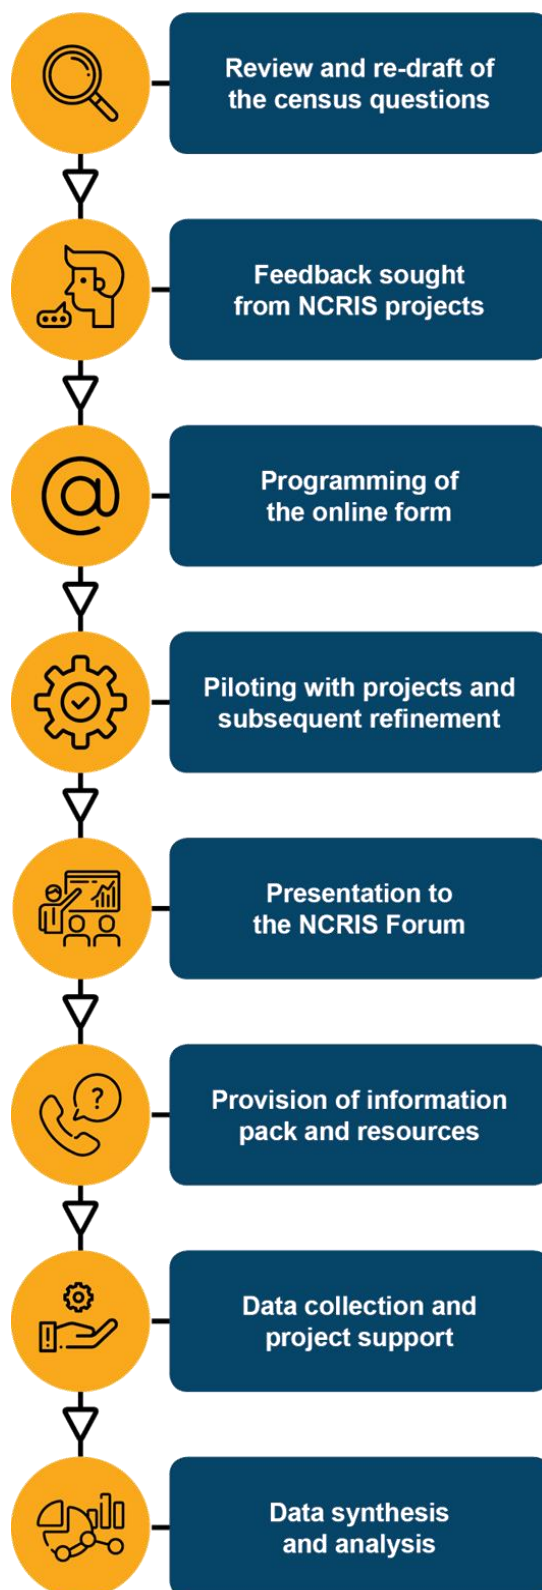 Review and re-draft of
the census questions
Feedback sought
from NCRIS projects
Programming of
the online form
Piloting with projects and
subsequent refinement
Presentation to
the NCRIS Forum
Provision of information
pack and resources
Data collection and
project support
Data synthesis
and analysis